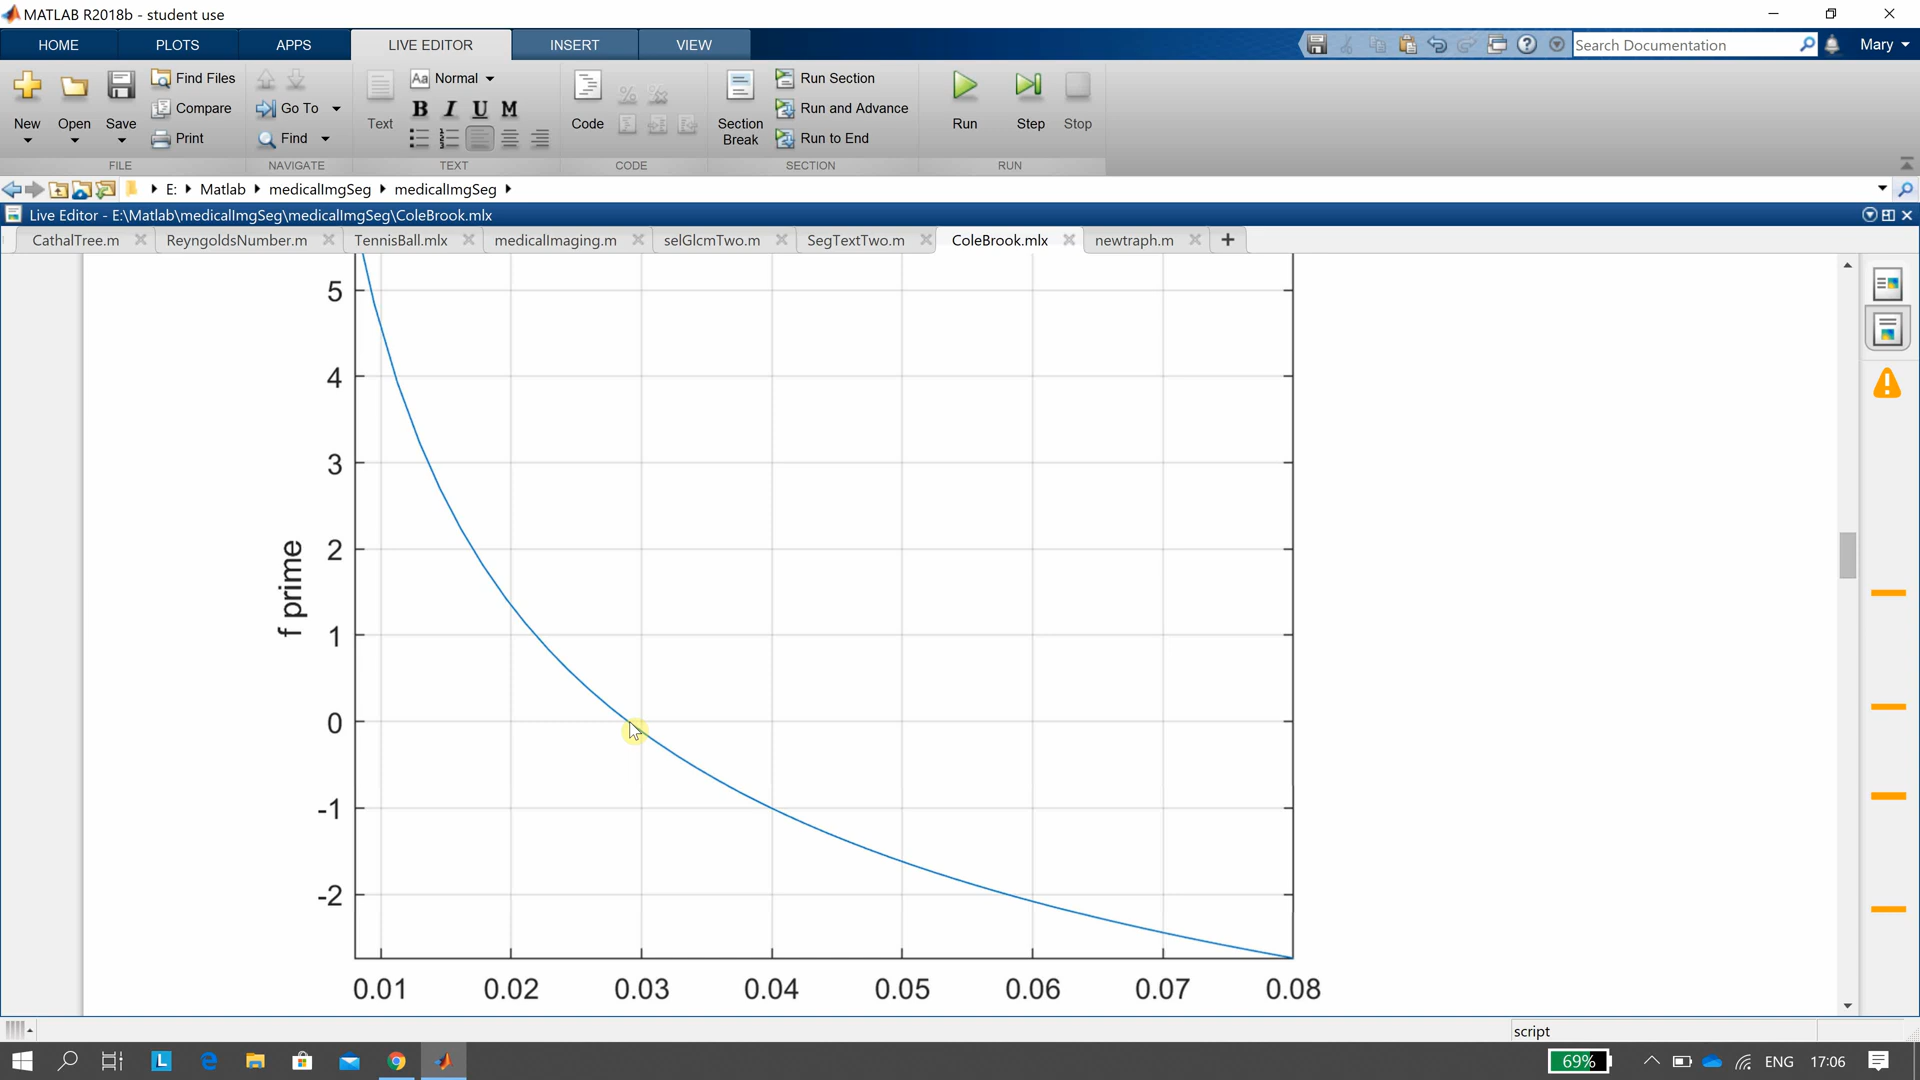 MATLAB R2018b - student use
HOME PLOTS APPS LIVE EDITOR INSERT VIEW Search Documentation Mary
New Open Save Find Files Compare Print
FILE
Go To
Find
NAVIGATE
Text Aa Normal
B I U M
TEXT
Code
CODE
Section Break
Run Section
Run and Advance
Run to End
SECTION
Run Step Stop
RUN
E: Matlab medicalImgSeg medicalImgSeg
Live Editor - E:\Matlab\medicalImgSeg\medicalImgSeg\ColeBrook.mlx
CathalTree.m ReyngoldsNumber.m TennisBall.mlx medicalImaging.m selGlcmTwo.m SegTextTwo.m ColeBrook.mlx newtraph.m
5
4
3
2
1
0
-1
-2
f prime
0.01 0.02 0.03 0.04 0.05 0.06 0.07 0.08
script
69% ENG 17:06